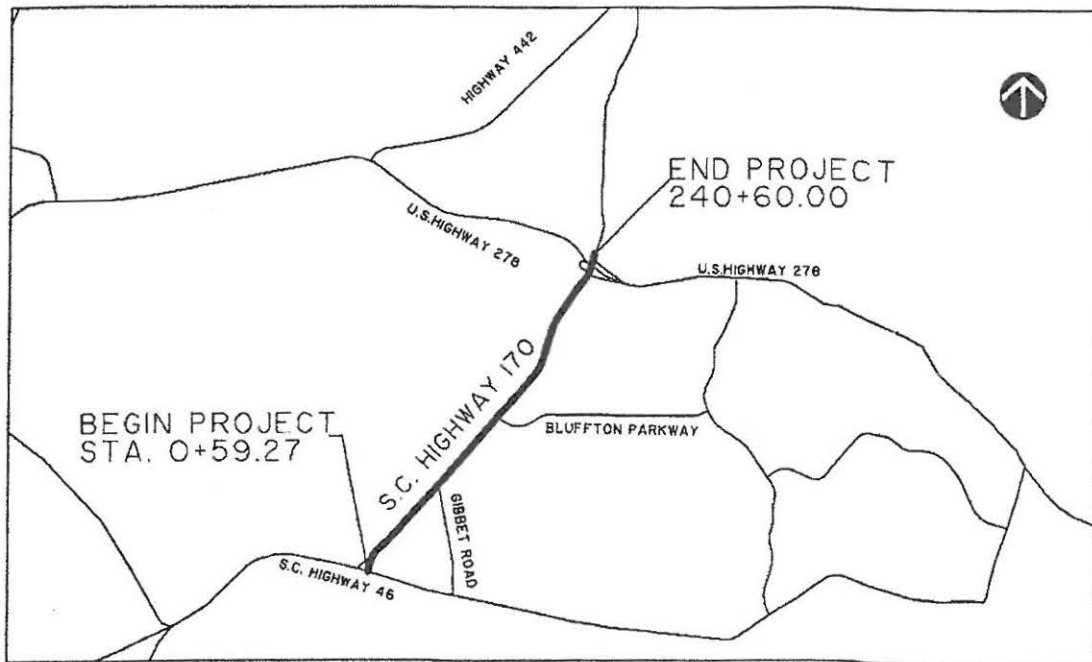 HIGHWAY 442
END PROJECT
240+60.00
U.S.HIGHWAY 278
U.S.HIGHWAY 278
S.C. HIGHWAY 170
BEGIN PROJECT
STA. 0+59.27
BLUFFTON PARKWAY
GIBBET ROAD
S.C. HIGHWAY 46